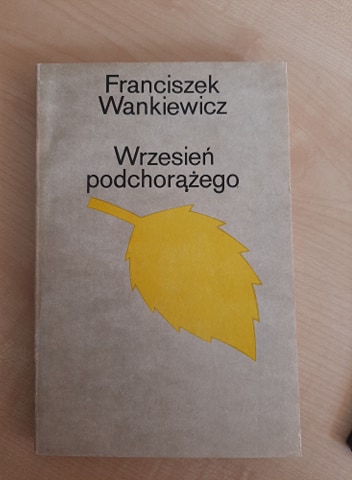 Franciszek
Wankiewicz
Wrzesień
podchorążego